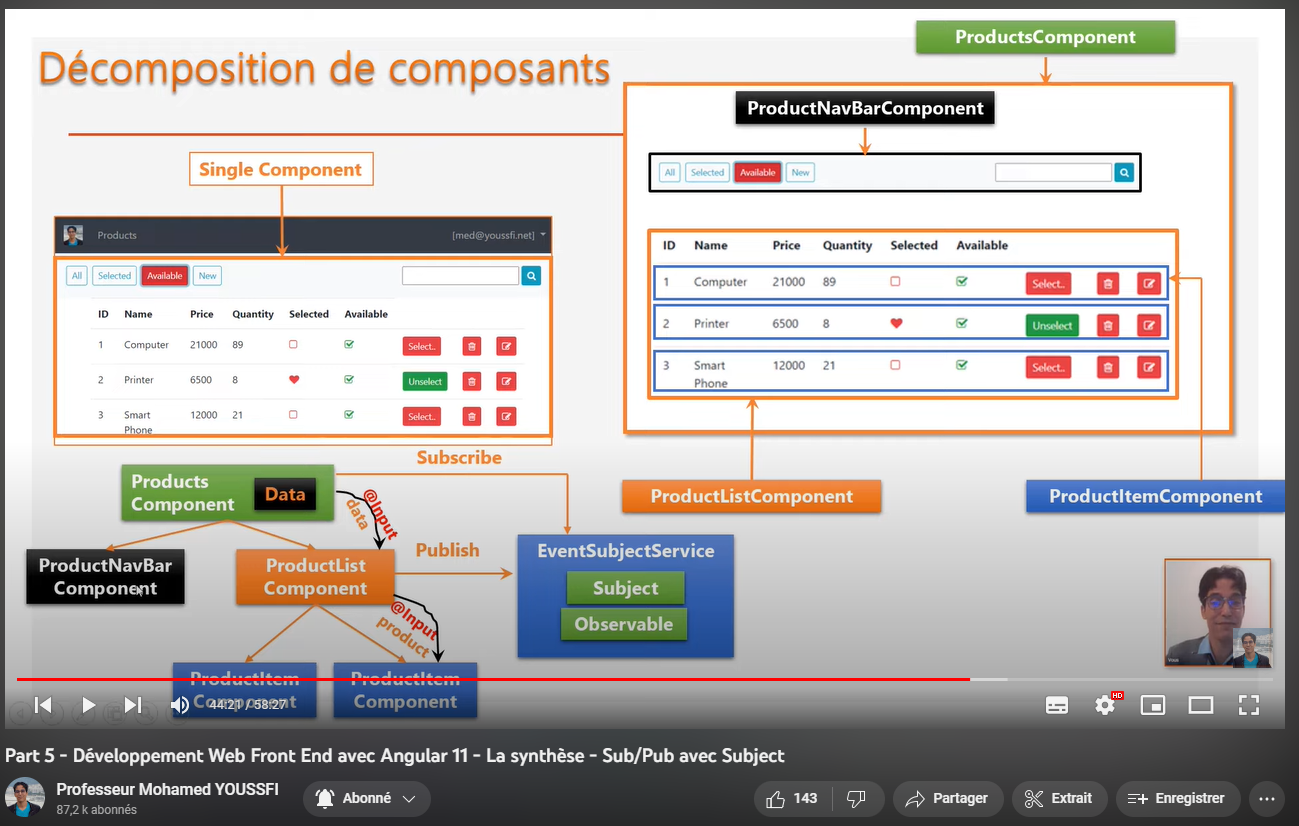 ProductsComponent
Décomposition de composants
ProductNavBarComponent
Single Component
All Selected Available New
Products [med@youssfi.net]
All Selected Available New
ID Name Price Quantity Selected Available
1 Computer 21000 89 Select..
2 Printer 6500 8 Unselect
3 Smart Phone 12000 21 Select..
ID Name Price Quantity Selected Available
1 Computer 21000 89 Select..
2 Printer 6500 8 Unselect
3 Smart Phone 12000 21 Select..
Subscribe
Products
Component
Data
@Input
data
ProductListComponent
ProductItemComponent
ProductNavBar
Component
ProductList
Component
Publish
EventSubjectService
Subject
Observable
@Input
product
ProductItem
Component
ProductItem
Component
Vous
44:21 / 58:27
HD
Part 5 - Développement Web Front End avec Angular 11 - La synthèse - Sub/Pub avec Subject
Professeur Mohamed YOUSSFI
87,2 k abonnés
Abonné
143
Partager
Extrait
Enregistrer